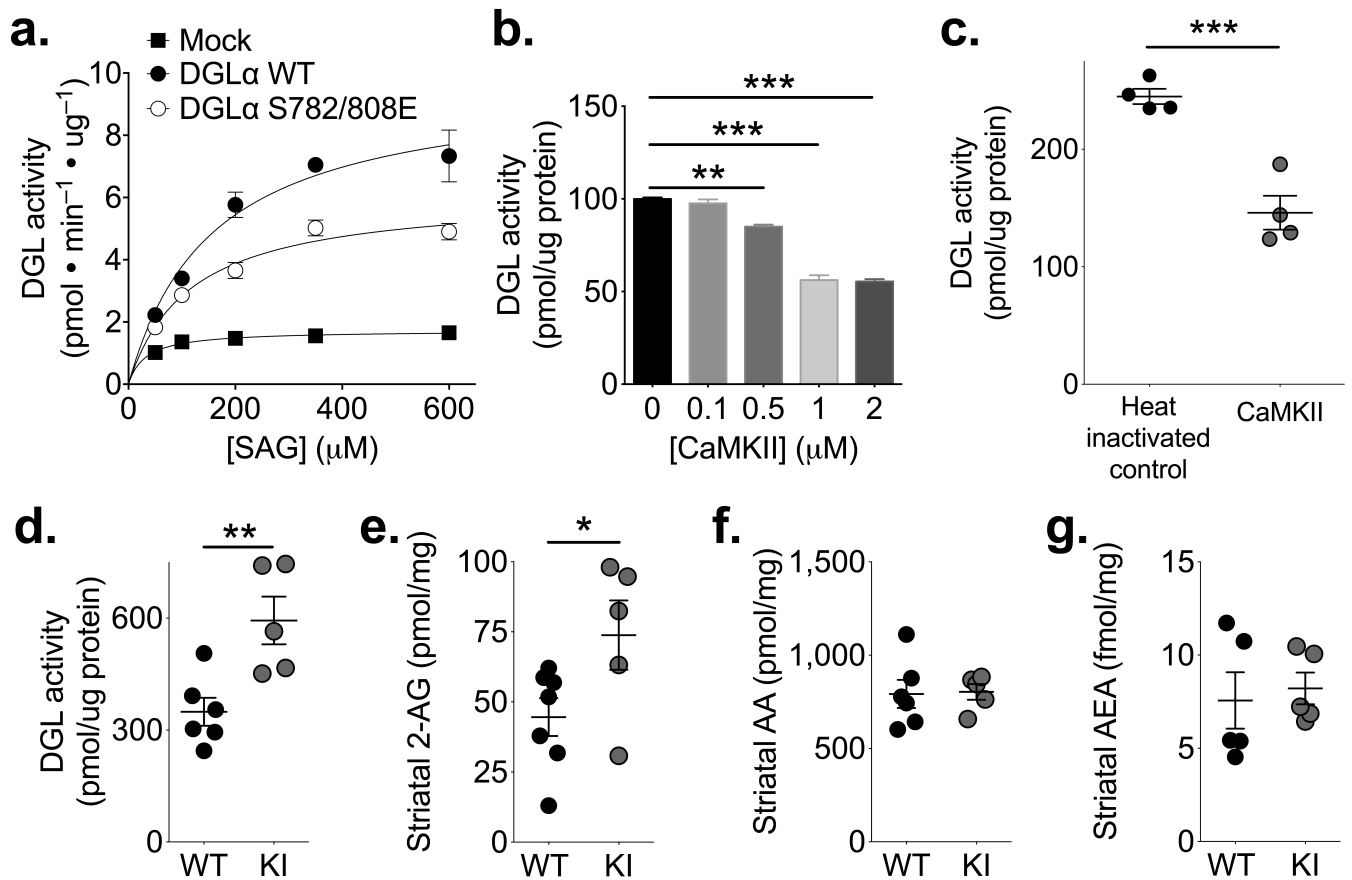 a.
Mock
DGLα WT
DGLα S782/808E
DGL activity
(pmol • min⁻¹ • ug⁻¹)
10
8
6
4
2
0
0 200 400 600
[SAG] (μM)
b.
***
***
**
DGL activity
(pmol/ug protein)
150
100
50
0
0 0.1 0.5 1 2
[CaMKII] (μM)
c.
***
DGL activity
(pmol/ug protein)
200
100
0
Heat
inactivated
control
CaMKII
d.
**
DGL activity
(pmol/ug protein)
600
300
0
WT KI
e.
*
Striatal 2-AG (pmol/mg)
100
75
50
25
0
WT KI
f.
Striatal AA (pmol/mg)
1,500
1,000
500
0
WT KI
g.
Striatal AEA (fmol/mg)
15
10
5
0
WT KI